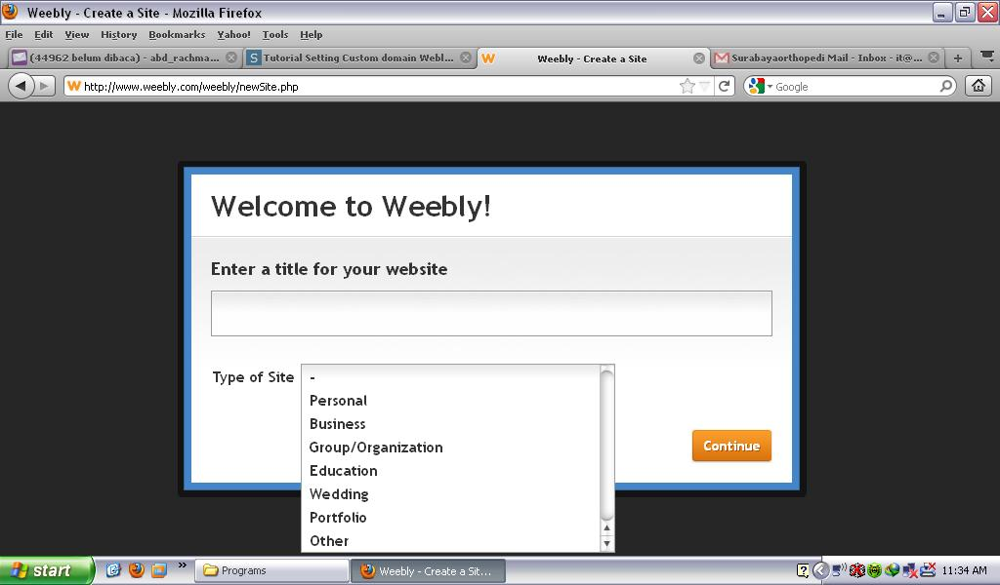 Weebly - Create a Site - Mozilla Firefox
File Edit View History Bookmarks Yahoo! Tools Help
(44962 belum dibaca) - abd_rachma... Tutorial Setting Custom domain Webl... Weebly - Create a Site Surabayaorthopedi Mail - Inbox - it@...
http://www.weebly.com/weebly/newSite.php Google
Welcome to Weebly!
Enter a title for your website
Type of Site
-
Personal
Business
Group/Organization
Education
Wedding
Portfolio
Other
Continue
start Programs Weebly - Create a Sit... 11:34 AM